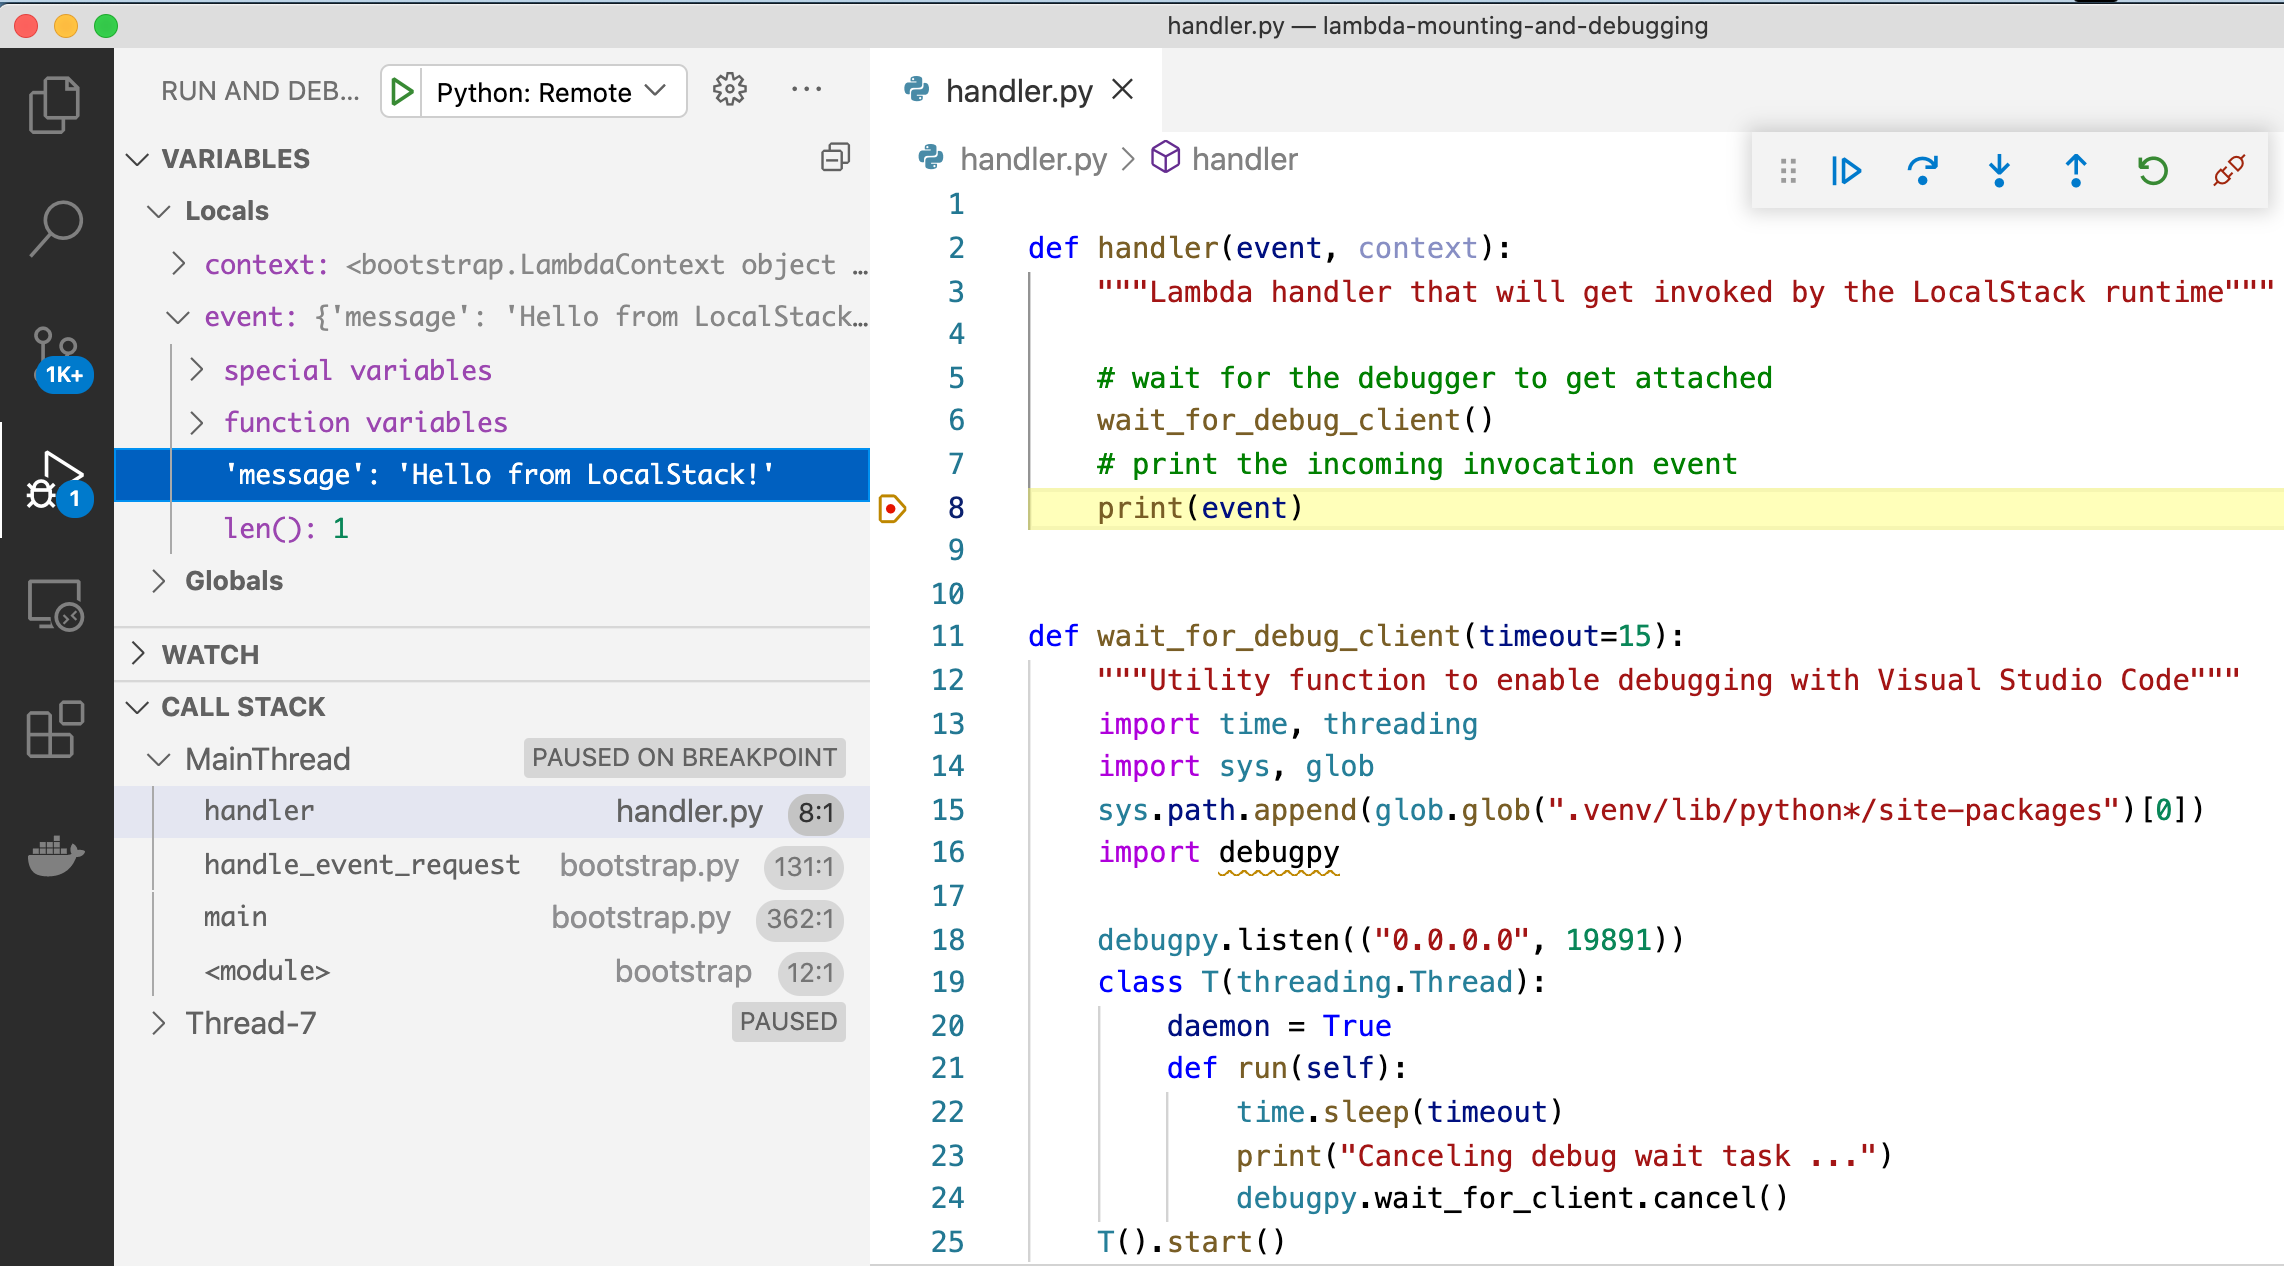 handler.py — lambda-mounting-and-debugging
RUN AND DEB...
Python: Remote
VARIABLES
Locals
context: <bootstrap.LambdaContext object …
event: {'message': 'Hello from LocalStack…
special variables
function variables
'message': 'Hello from LocalStack!'
len(): 1
Globals
WATCH
CALL STACK
MainThread PAUSED ON BREAKPOINT
handler handler.py 8:1
handle_event_request bootstrap.py 131:1
main bootstrap.py 362:1
<module> bootstrap 12:1
Thread-7 PAUSED
1K+
1
handler.py
handler.py > handler
1
2 def handler(event, context):
3 """Lambda handler that will get invoked by the LocalStack runtime"""
4
5 # wait for the debugger to get attached
6 wait_for_debug_client()
7 # print the incoming invocation event
8 print(event)
9
10
11 def wait_for_debug_client(timeout=15):
12 """Utility function to enable debugging with Visual Studio Code"""
13 import time, threading
14 import sys, glob
15 sys.path.append(glob.glob(".venv/lib/python*/site-packages")[0])
16 import debugpy
17
18 debugpy.listen(("0.0.0.0", 19891))
19 class T(threading.Thread):
20 daemon = True
21 def run(self):
22 time.sleep(timeout)
23 print("Canceling debug wait task ...")
24 debugpy.wait_for_client.cancel()
25 T().start()